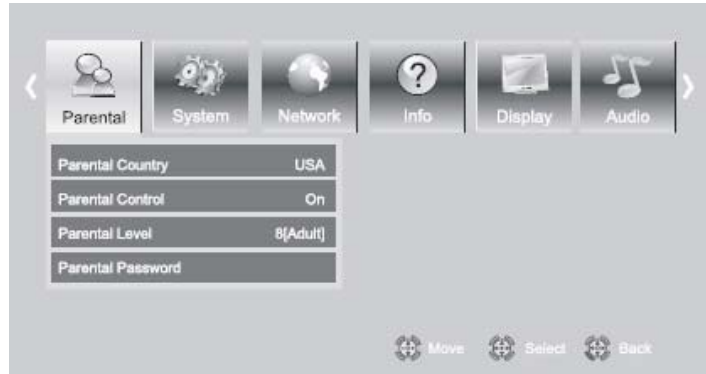 Parental System Network Info Display Audio
Parental Country USA
Parental Control On
Parental Level 8[Adult]
Parental Password
Move Select Back